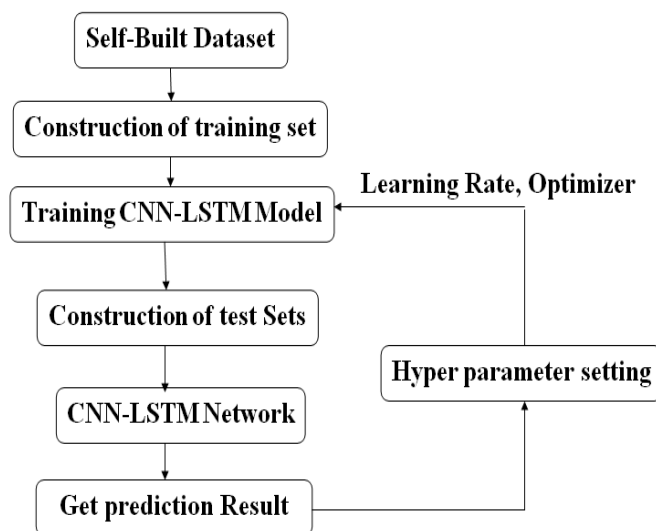 Self-Built Dataset
Construction of training set
Learning Rate, Optimizer
Training CNN-LSTM Model
Construction of test Sets
Hyper parameter setting
CNN-LSTM Network
Get prediction Result